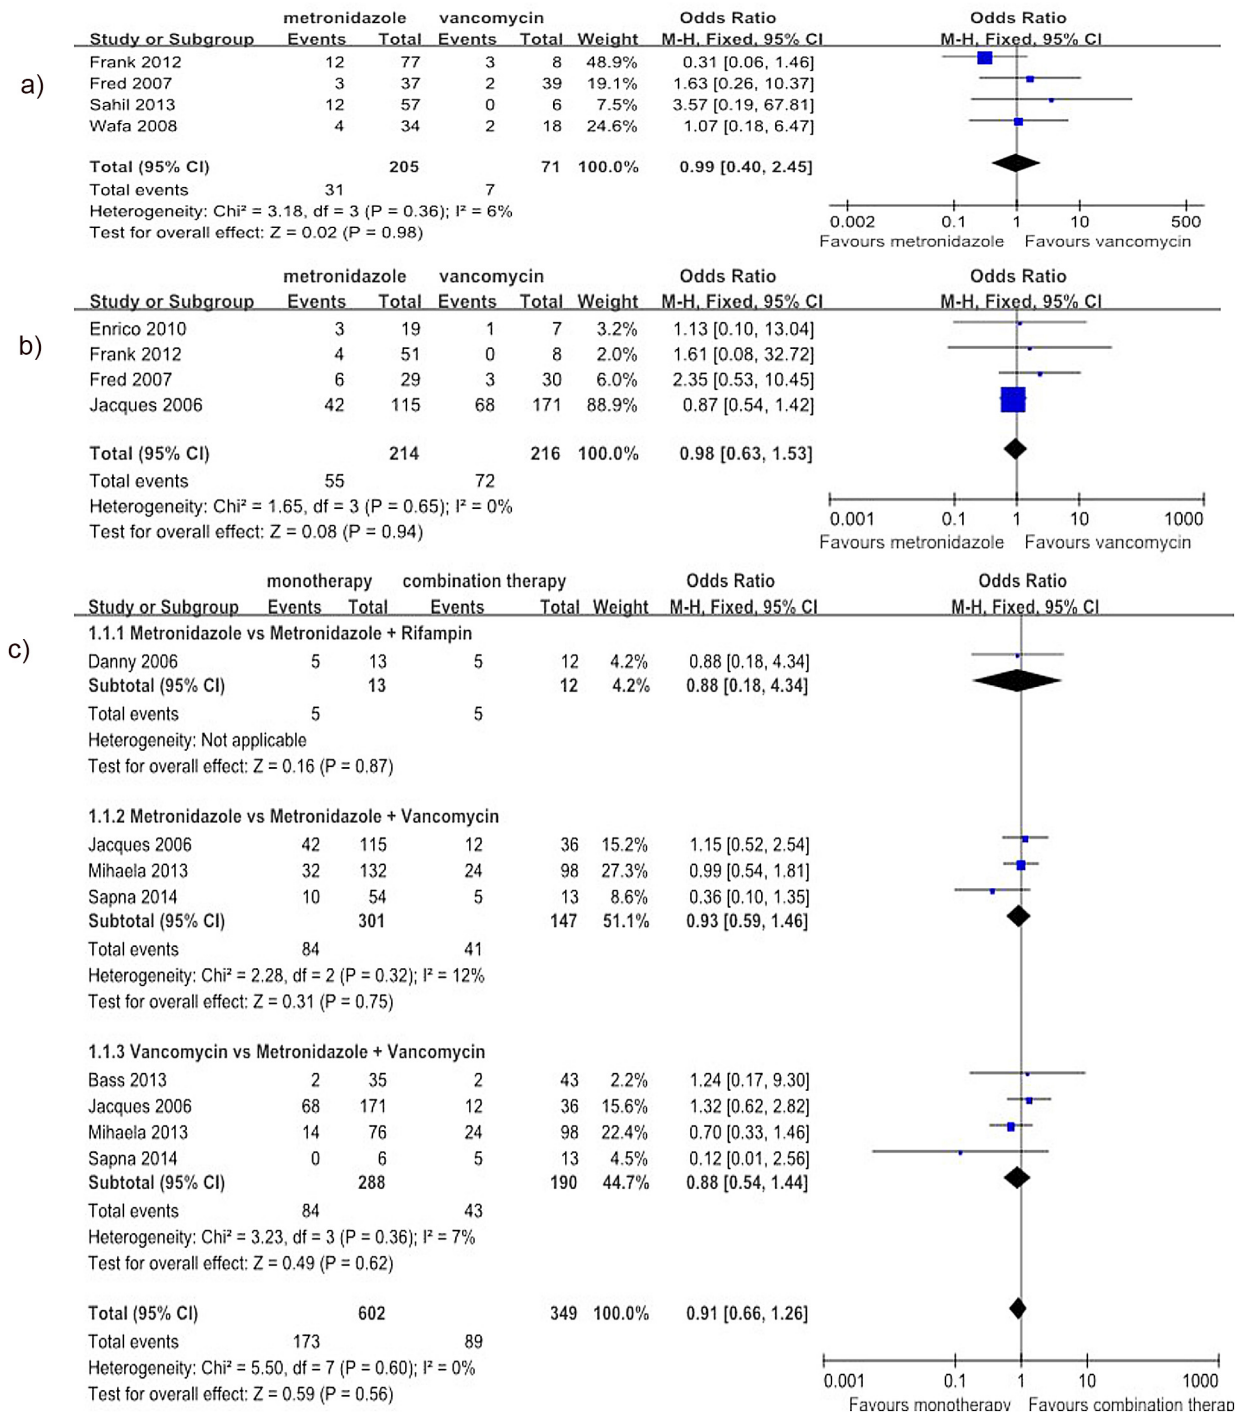 a)
metronidazole vancomycin Odds Ratio Odds Ratio
Study or Subgroup Events Total Events Total Weight M-H, Fixed, 95% CI M-H, Fixed, 95% CI
Frank 2012 12 77 3 8 48.9% 0.31 [0.06, 1.46]
Fred 2007 3 37 2 39 19.1% 1.63 [0.26, 10.37]
Sahil 2013 12 57 0 6 7.5% 3.57 [0.19, 67.81]
Wafa 2008 4 34 2 18 24.6% 1.07 [0.18, 6.47]
Total (95% CI) 205 71 100.0% 0.99 [0.40, 2.45]
Total events 31 7
Heterogeneity: Chi² = 3.18, df = 3 (P = 0.36); I² = 6%
Test for overall effect: Z = 0.02 (P = 0.98)
0.002 0.1 1 10 500
Favours metronidazole Favours vancomycin
b)
metronidazole vancomycin Odds Ratio Odds Ratio
Study or Subgroup Events Total Events Total Weight M-H, Fixed, 95% CI M-H, Fixed, 95% CI
Enrico 2010 3 19 1 7 3.2% 1.13 [0.10, 13.04]
Frank 2012 4 51 0 8 2.0% 1.61 [0.08, 32.72]
Fred 2007 6 29 3 30 6.0% 2.35 [0.53, 10.45]
Jacques 2006 42 115 68 171 88.9% 0.87 [0.54, 1.42]
Total (95% CI) 214 216 100.0% 0.98 [0.63, 1.53]
Total events 55 72
Heterogeneity: Chi² = 1.65, df = 3 (P = 0.65); I² = 0%
Test for overall effect: Z = 0.08 (P = 0.94)
0.001 0.1 1 10 1000
Favours metronidazole Favours vancomycin
c)
monotherapy combination therapy Odds Ratio Odds Ratio
Study or Subgroup Events Total Events Total Weight M-H, Fixed, 95% CI M-H, Fixed, 95% CI
1.1.1 Metronidazole vs Metronidazole + Rifampin
Danny 2006 5 13 5 12 4.2% 0.88 [0.18, 4.34]
Subtotal (95% CI) 13 12 4.2% 0.88 [0.18, 4.34]
Total events 5 5
Heterogeneity: Not applicable
Test for overall effect: Z = 0.16 (P = 0.87)
1.1.2 Metronidazole vs Metronidazole + Vancomycin
Jacques 2006 42 115 12 36 15.2% 1.15 [0.52, 2.54]
Mihaela 2013 32 132 24 98 27.3% 0.99 [0.54, 1.81]
Sapna 2014 10 54 5 13 8.6% 0.36 [0.10, 1.35]
Subtotal (95% CI) 301 147 51.1% 0.93 [0.59, 1.46]
Total events 84 41
Heterogeneity: Chi² = 2.28, df = 2 (P = 0.32); I² = 12%
Test for overall effect: Z = 0.31 (P = 0.75)
1.1.3 Vancomycin vs Metronidazole + Vancomycin
Bass 2013 2 35 2 43 2.2% 1.24 [0.17, 9.30]
Jacques 2006 68 171 12 36 15.6% 1.32 [0.62, 2.82]
Mihaela 2013 14 76 24 98 22.4% 0.70 [0.33, 1.46]
Sapna 2014 0 6 5 13 4.5% 0.12 [0.01, 2.56]
Subtotal (95% CI) 288 190 44.7% 0.88 [0.54, 1.44]
Total events 84 43
Heterogeneity: Chi² = 3.23, df = 3 (P = 0.36); I² = 7%
Test for overall effect: Z = 0.49 (P = 0.62)
Total (95% CI) 602 349 100.0% 0.91 [0.66, 1.26]
Total events 173 89
Heterogeneity: Chi² = 5.50, df = 7 (P = 0.60); I² = 0%
Test for overall effect: Z = 0.59 (P = 0.56)
0.001 0.1 1 10 1000
Favours monotherapy Favours combination therap